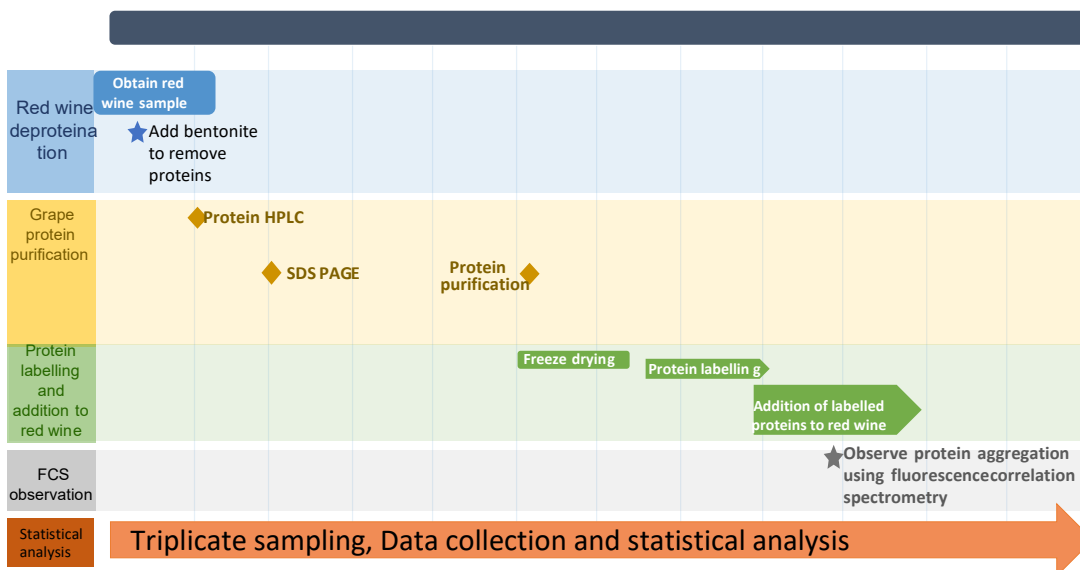 Obtain red
wine sample
Red wine
deproteina
tion
Add bentonite
to remove
proteins
Grape
protein
purification
Protein HPLC
SDS PAGE
Protein
purification
Protein
labelling
and
addition to
red wine
Freeze drying
Protein labellin g
Addition of labelled
proteins to red wine
FCS
observation
Observe protein aggregation
using fluorescencecorrelation
spectrometry
Statistical
analysis
Triplicate sampling, Data collection and statistical analysis